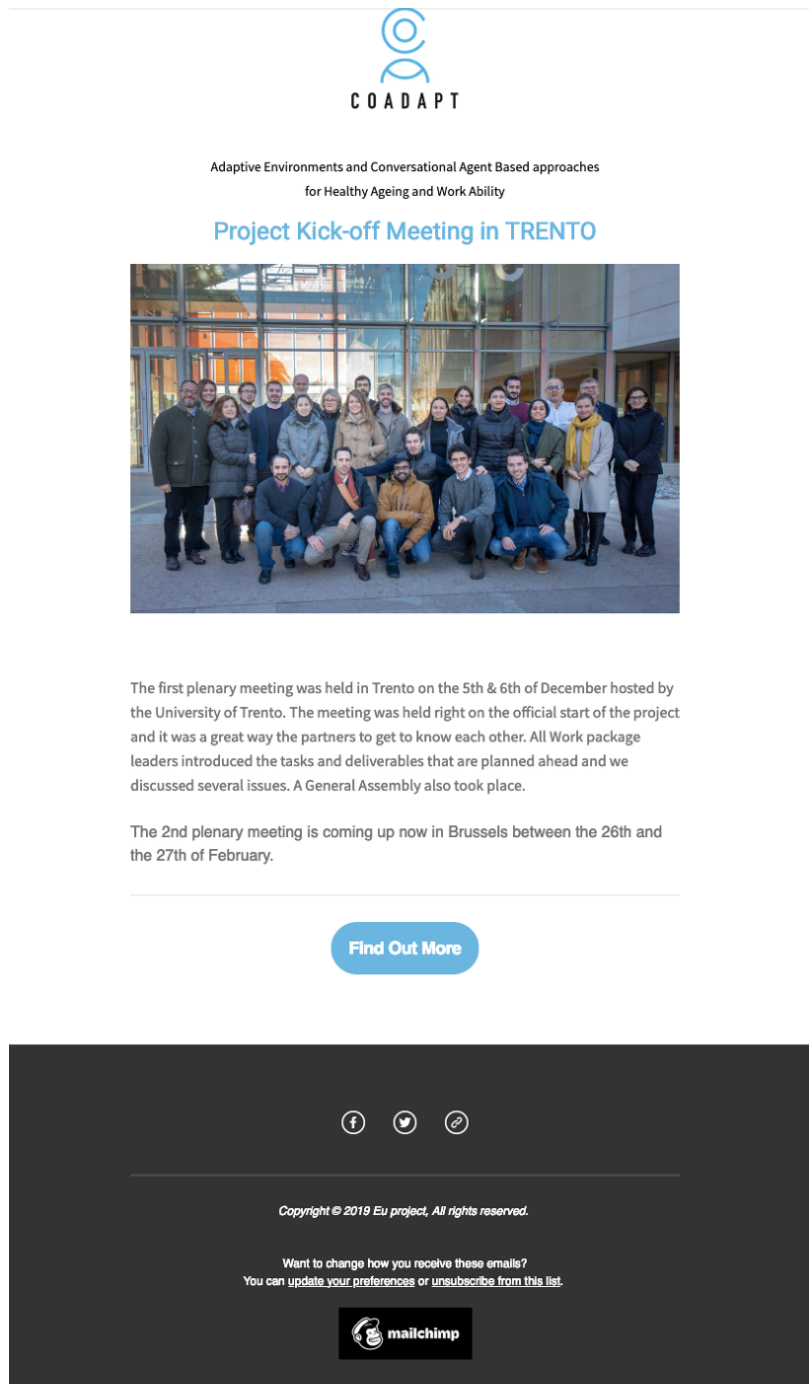 COADAPT
Adaptive Environments and Conversational Agent Based approaches
for Healthy Ageing and Work Ability
Project Kick-off Meeting in TRENTO
The first plenary meeting was held in Trento on the 5th & 6th of December hosted by
the University of Trento. The meeting was held right on the official start of the project
and it was a great way the partners to get to know each other. All Work package
leaders introduced the tasks and deliverables that are planned ahead and we
discussed several issues. A General Assembly also took place.
The 2nd plenary meeting is coming up now in Brussels between the 26th and
the 27th of February.
Find Out More
Copyright © 2019 Eu project, All rights reserved.
Want to change how you receive these emails?
You can update your preferences or unsubscribe from this list.
mailchimp